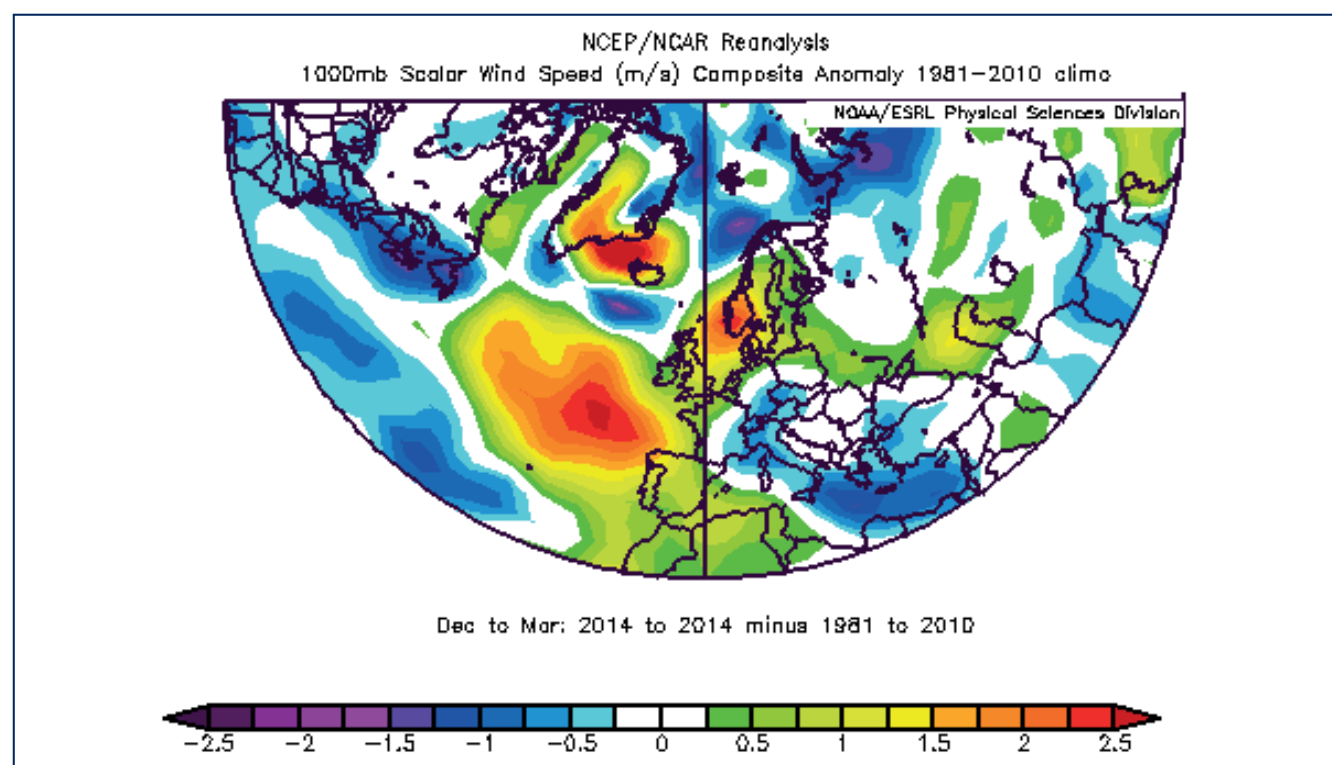 NCEP/NCAR Reanalysis
1000mb Scalar Wind Speed (m/s) Composite Anomaly 1981-2010 climo
NOAA/ESRL Physical Sciences Division
Dec to Mar: 2014 to 2014 minus 1981 to 2010
-2.5 -2 -1.5 -1 -0.5 0 0.5 1 1.5 2 2.5